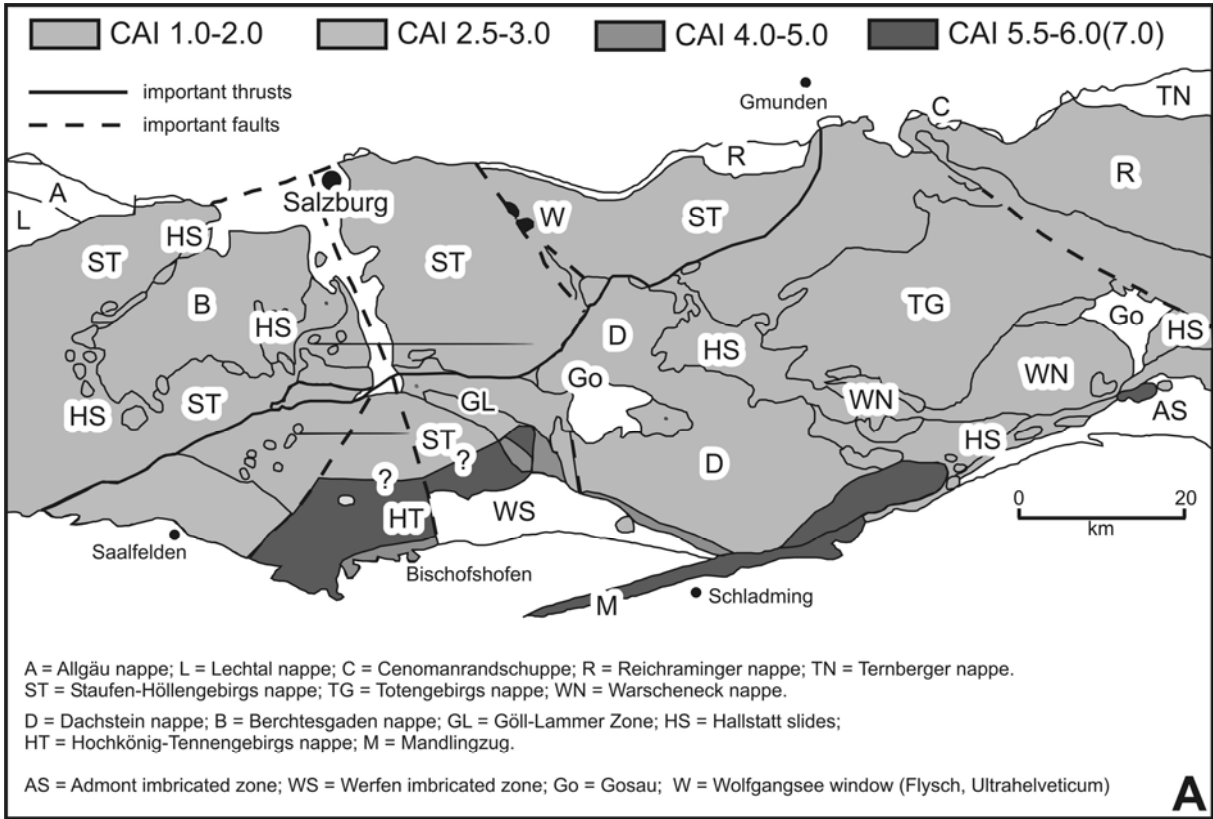 CAI 1.0-2.0 CAI 2.5-3.0 CAI 4.0-5.0 CAI 5.5-6.0(7.0)
important thrusts
important faults
Gmunden
C
TN
R
R
A
L
Salzburg
HS
W
ST
ST
ST
B
HS
D
HS
TG
Go
HS
HS
ST
GL
Go
WN
WN
AS
ST
?
?
D
HS
HT
WS
0 20
km
Saalfelden
Bischofshofen
M
Schladming
A = Allgäu nappe; L = Lechtal nappe; C = Cenomanrandschuppe; R = Reichraminger nappe; TN = Ternberger nappe.
ST = Staufen-Höllengebirgs nappe; TG = Totengebirgs nappe; WN = Warscheneck nappe.
D = Dachstein nappe; B = Berchtesgaden nappe; GL = Göll-Lammer Zone; HS = Hallstatt slides;
HT = Hochkönig-Tennengebirgs nappe; M = Mandlingzug.
AS = Admont imbricated zone; WS = Werfen imbricated zone; Go = Gosau; W = Wolfgangsee window (Flysch, Ultrahelveticum)
A